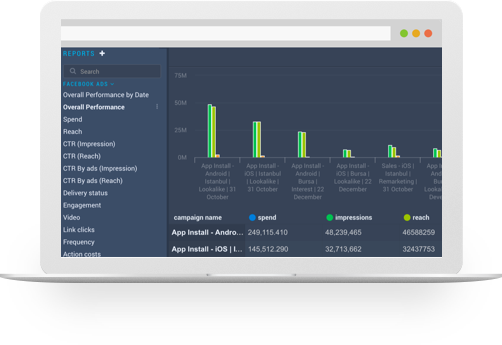 REPORTS +
Search
FACEBOOK ADS
Overall Performance by Date
Overall Performance
Spend
Reach
CTR (Impression)
CTR (Reach)
CTR By ads (Impression)
CTR By ads (Reach)
Delivery status
Engagement
Video
Link clicks
Frequency
Action costs
75M
50M
25M
0M
App Install -
Android |
Istanbul |
Lookalike | 31
October
App Install -
iOS | Istanbul
| Lookalike |
31 October
App Install -
Android |
Bursa |
Interest | 22
December
App Install -
iOS | Bursa |
Lookalike | 22
December
Sales - iOS |
Istanbul |
Remarketing |
31 October
App In
Andr
Bu
Looka
Dece
campaign name spend impressions reach
App Install - Andro... 249,115.410 48,239,465 46588259
App Install - iOS | I... 145,512.290 32,713,662 32437753